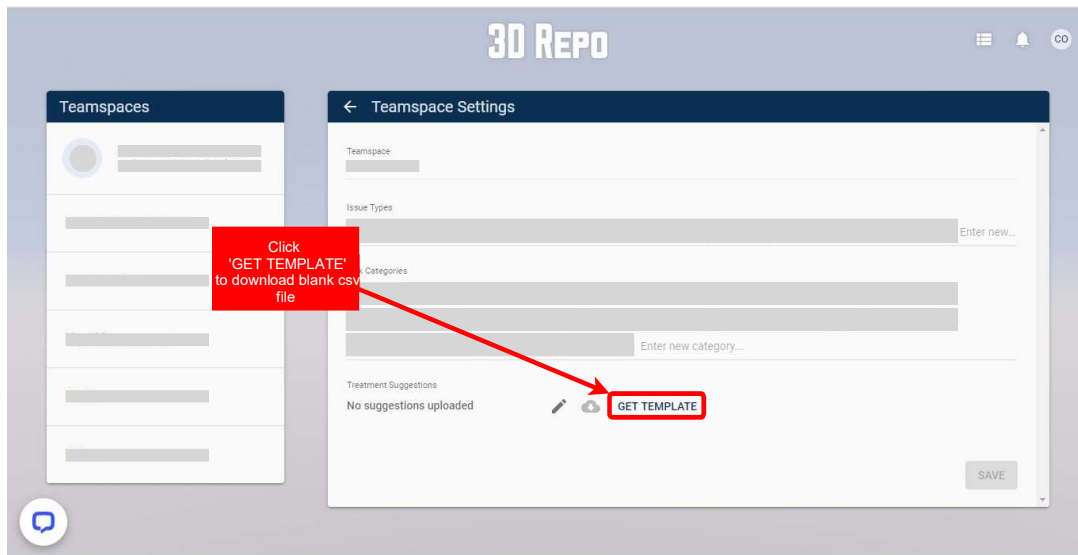 3D REPO
CO
Teamspaces
Teamspace Settings
Teamspace
Issue Types
Enter new...
Click
'GET TEMPLATE'
to download blank csv
file
Categories
Enter new category...
Treatment Suggestions
No suggestions uploaded
GET TEMPLATE
SAVE